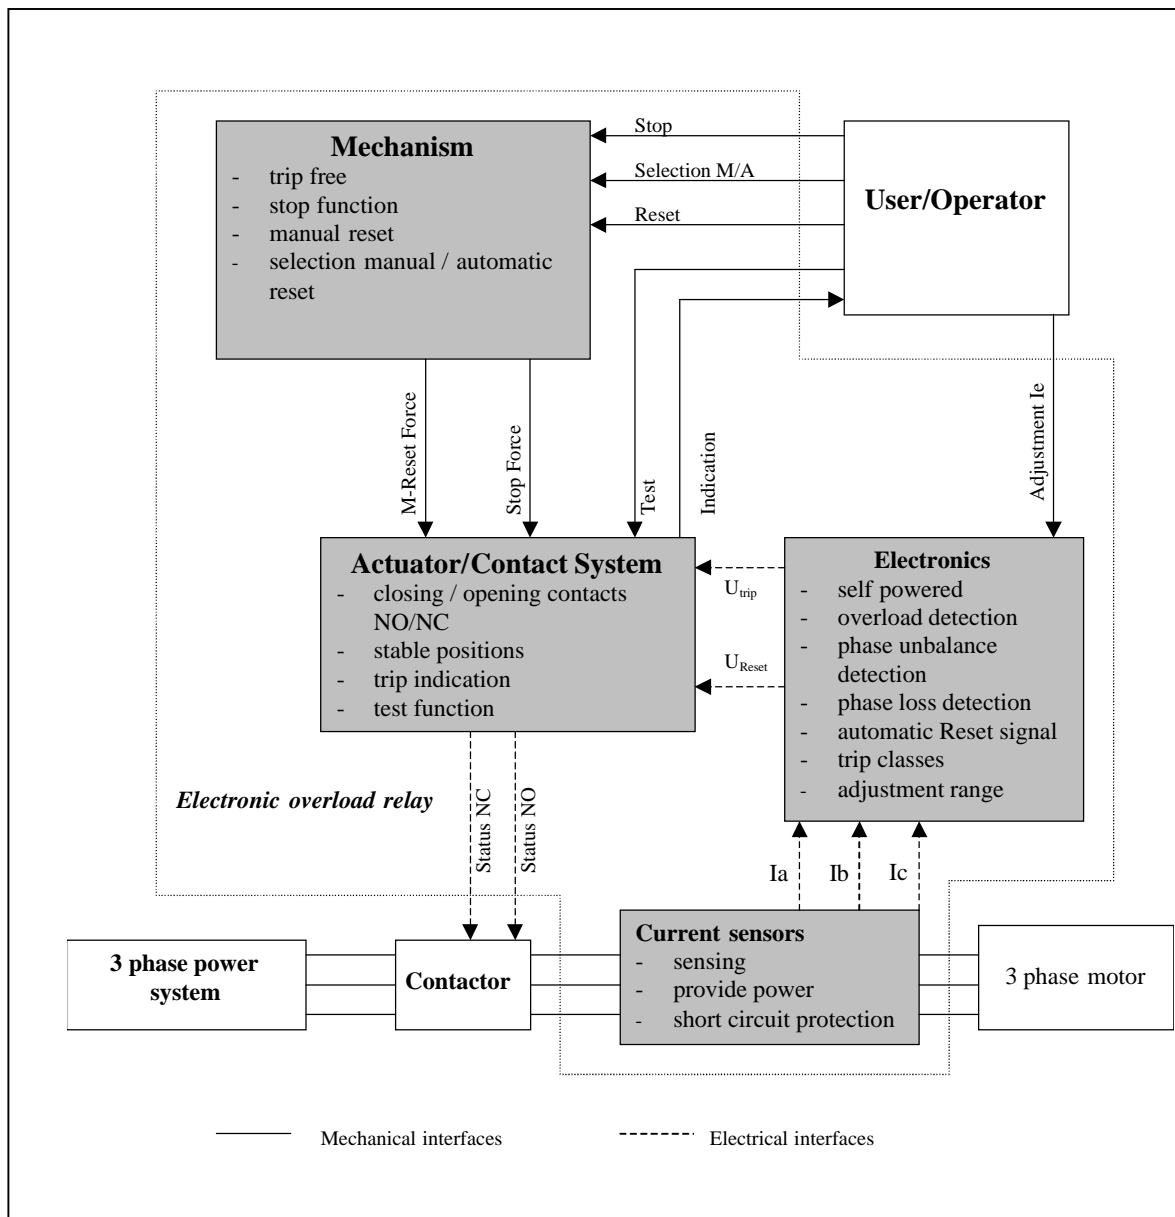 Stop
Mechanism
- trip free
- stop function
- manual reset
- selection manual / automatic
reset
Selection M/A
Reset
User/Operator
M-Reset Force
Stop Force
Test
Indication
Adjustment Ie
Actuator/Contact System
- closing / opening contacts
NO/NC
- stable positions
- trip indication
- test function
Utrip
UReset
Electronics
- self powered
- overload detection
- phase unbalance
detection
- phase loss detection
- automatic Reset signal
- trip classes
- adjustment range
Electronic overload relay
Status NC
Status NO
Ia
Ib
Ic
3 phase power
system
Contactor
Current sensors
- sensing
- provide power
- short circuit protection
3 phase motor
Mechanical interfaces
Electrical interfaces